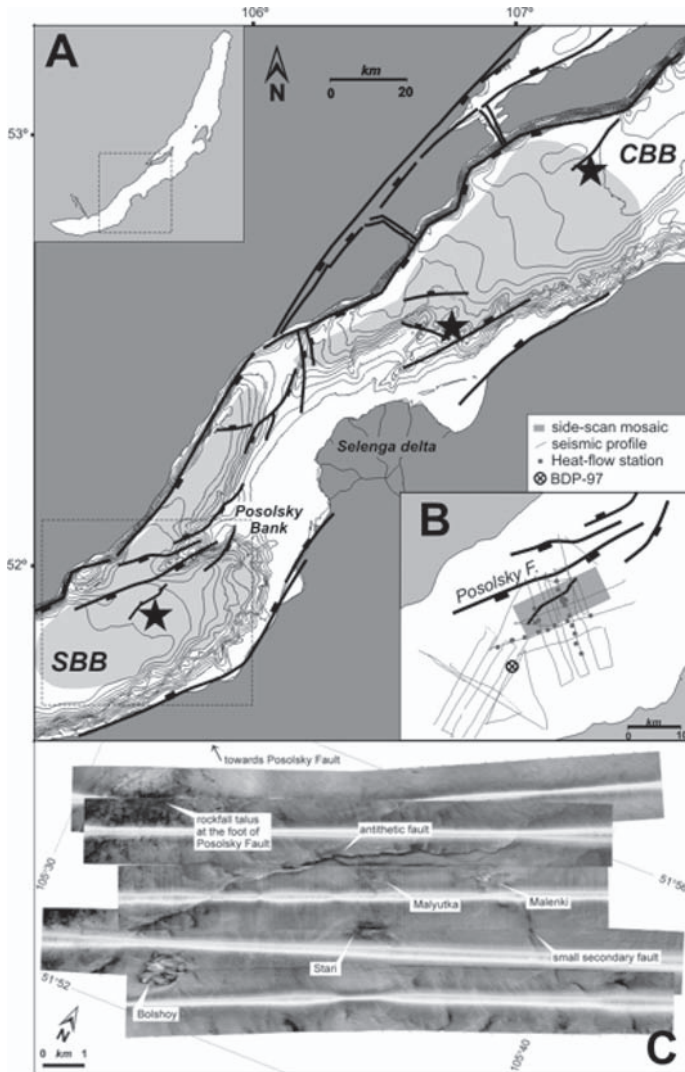 106°
107°
A
km
0 20
N
53°
CBB
Selenga delta
side-scan mosaic
seismic profile
Heat-flow station
BDP-97
Posolsky
Bank
52°
B
Posolsky F.
SBB
km
0 10
towards Posolsky Fault
rockfall talus
at the foot of
Posolsky Fault
antithetic fault
105°30
51°56
Malyutka
Malenki
Stari
small secondary fault
51°52
Bolshoy
N
0 km 1
105°40
C